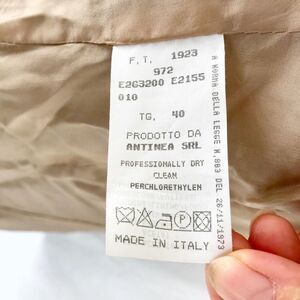 F.T. 1923
972
E2G3200 E2155
010
TG. 40
PRODOTTO DA
ANTINEA SRL
PROFESSIONALLY DRY
CLEAN
PERCHLORETHYLEN
P
MADE IN ITALY
A NORMA DELLA LEGGE N.883 DEL 26/11/1973